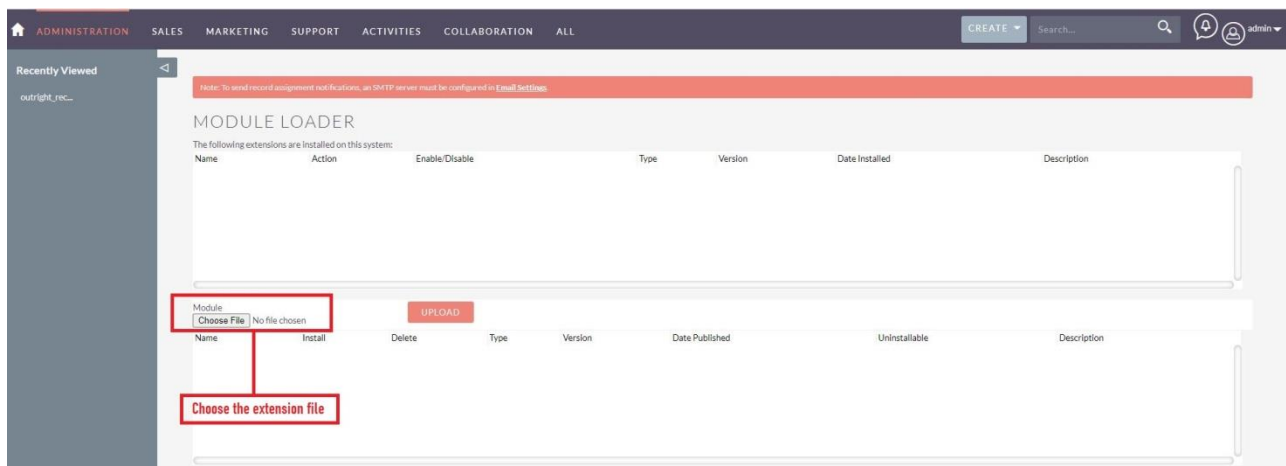 ADMINISTRATION SALES MARKETING SUPPORT ACTIVITIES COLLABORATION ALL CREATE Search... admin
Recently Viewed
outright_rec...
Note: To send record assignment notifications, an SMTP server must be configured in Email Settings.
MODULE LOADER
The following extensions are installed on this system:
Name Action Enable/Disable Type Version Date Installed Description
Module
Choose File No file chosen UPLOAD
Name Install Delete Type Version Date Published Uninstallable Description
Choose the extension file